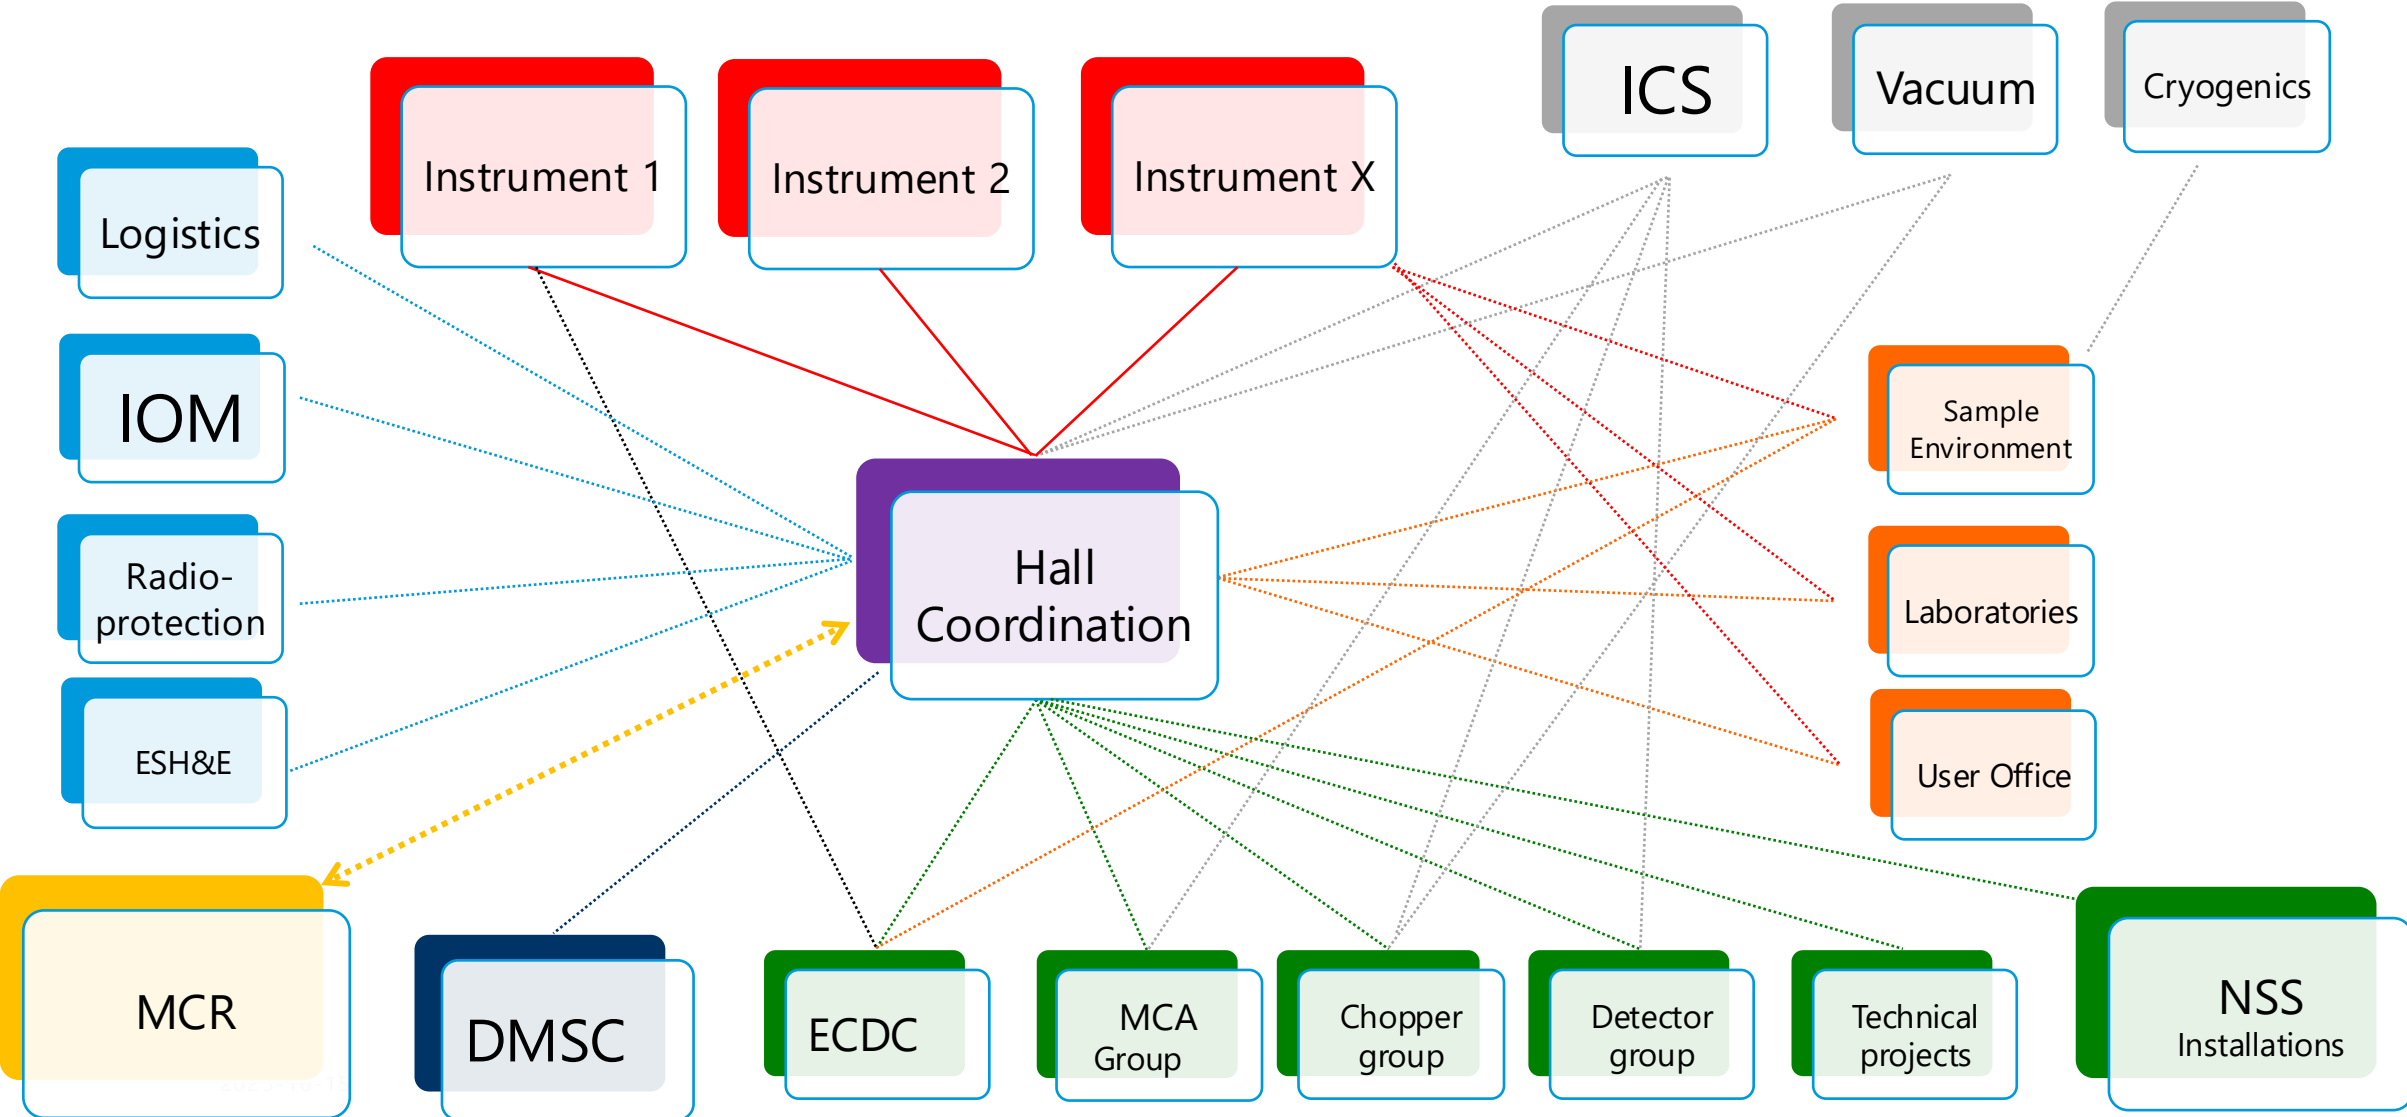 ICS
Vacuum
Cryogenics
Instrument 1
Instrument 2
Instrument X
Logistics
IOM
Sample
Environment
Radio-
protection
Hall
Coordination
Laboratories
ESH&E
User Office
MCR
DMSC
ECDC
MCA
Group
Chopper
group
Detector
group
Technical
projects
NSS
Installations